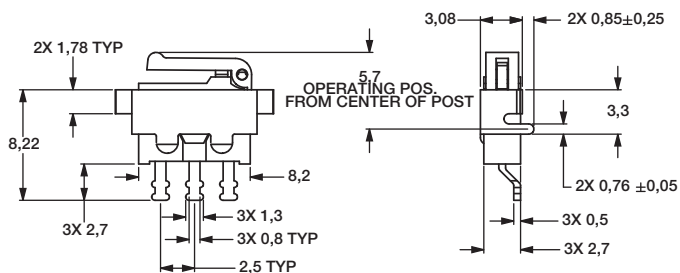 3,08
2X 0,85±0,25
2X 1,78 TYP
5,7
OPERATING POS.
FROM CENTER OF POST
3,3
8,22
8,2
2X 0,76 ±0,05
3X 2,7
3X 1,3
3X 0,5
3X 0,8 TYP
3X 2,7
2,5 TYP